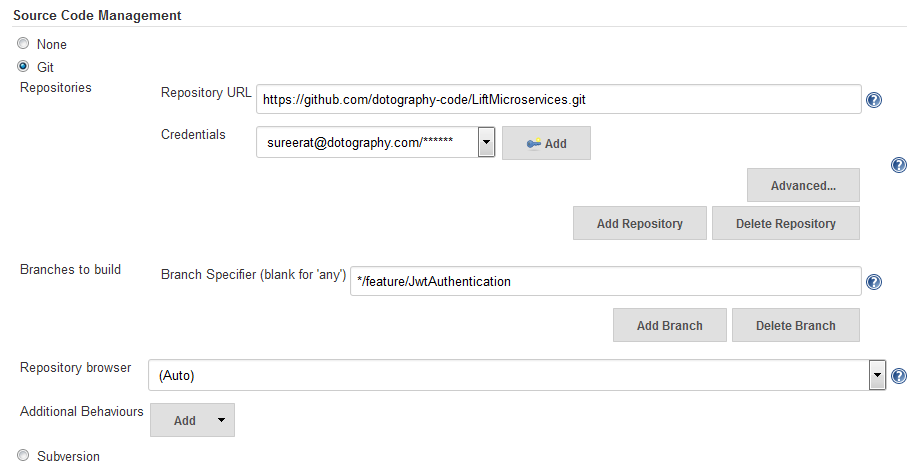 Source Code Management
None
Git
Repositories
Repository URL https://github.com/dotography-code/LiftMicroservices.git
Credentials sureerat@dotography.com/****** Add
Advanced...
Add Repository Delete Repository
Branches to build Branch Specifier (blank for 'any') */feature/JwtAuthentication
Add Branch Delete Branch
Repository browser (Auto)
Additional Behaviours Add
Subversion